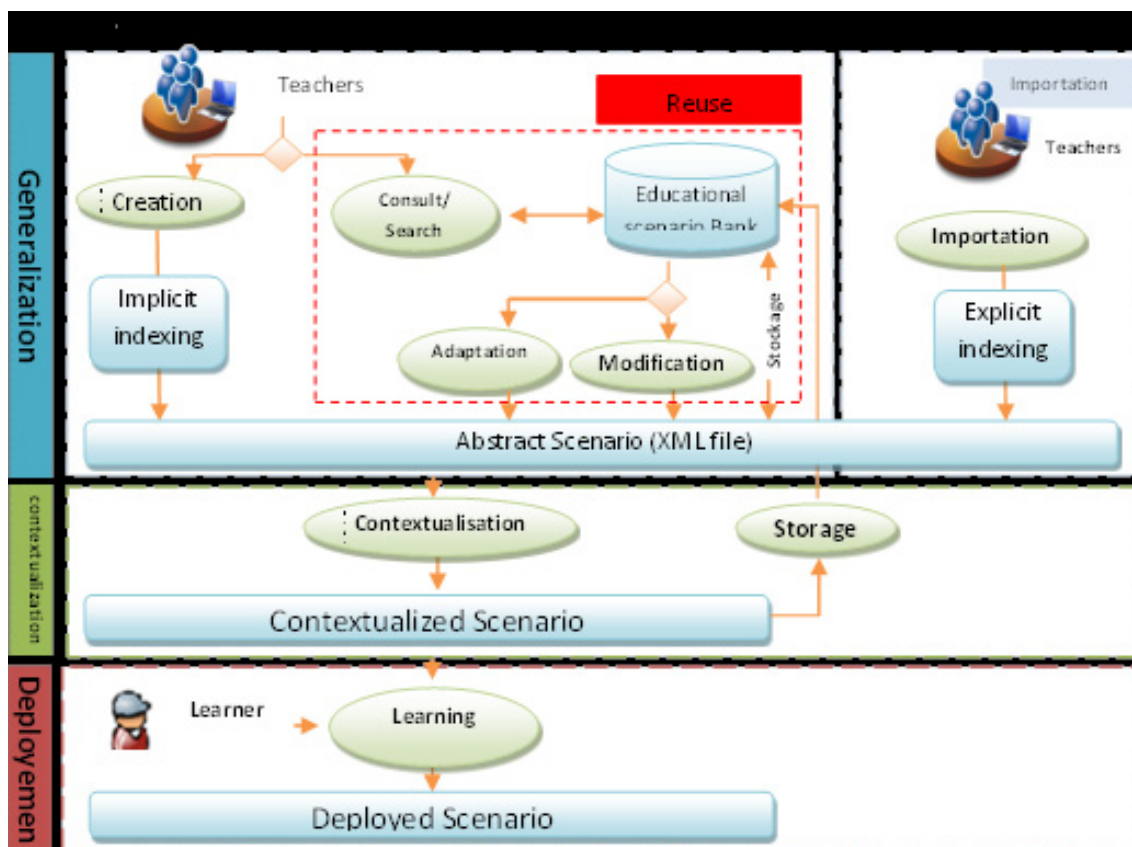 Teachers
Reuse
Importation
Teachers
Generalization
Creation
Consult/
Search
Educational
scenario Bank
Importation
Implicit
indexing
Explicit
indexing
Adaptation
Modification
Stockage
Abstract Scenario (XML file)
contextualization
Contextualisation
Storage
Contextualized Scenario
Deployemen
Learner
Learning
Deployed Scenario